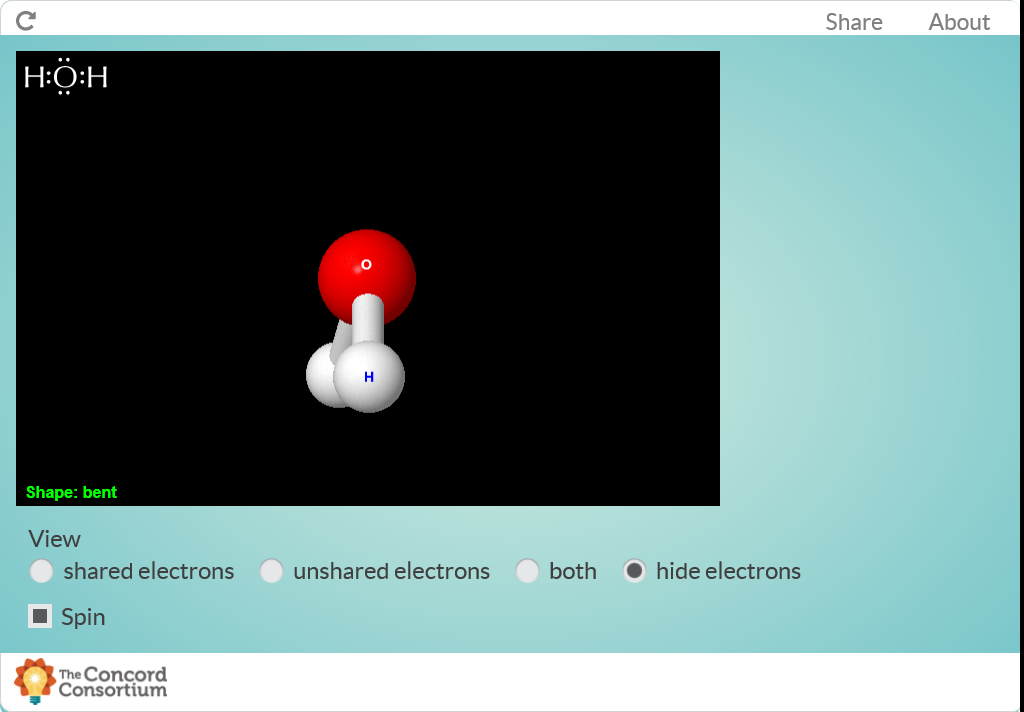 Share About
H:Ö:H
O
H
Shape: bent
View
shared electrons unshared electrons both hide electrons
Spin
The Concord
Consortium